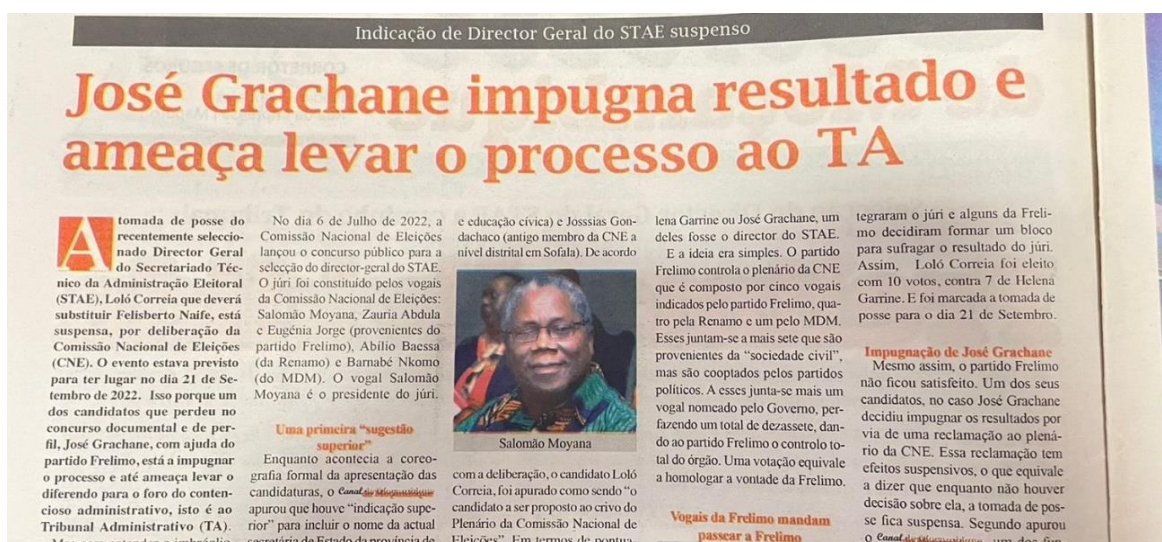 Indicação de Director Geral do STAE suspenso
José Grachane impugna resultado e
ameaça levar o processo ao TA
A tomada de posse do
recentemente seleccio-
nado Director Geral
do Secretariado Téc-
nico da Administração Eleitoral
(STAE), Loló Correia que deverá
substituir Felisberto Naife, está
suspensa, por deliberação da
Comissão Nacional de Eleições
(CNE). O evento estava previsto
para ter lugar no dia 21 de Se-
tembro de 2022. Isso porque um
dos candidatos que perdeu no
concurso documental e de per-
fil, José Grachane, com ajuda do
partido Frelimo, está a impugnar
o processo e até ameaça levar o
diferendo para o foro do conten-
cioso administrativo, isto é ao
Tribunal Administrativo (TA).
No dia 6 de Julho de 2022, a
Comissão Nacional de Eleições
lançou o concurso público para a
selecção do director-geral do STAE.
O júri foi constituído pelos vogais
da Comissão Nacional de Eleições:
Salomão Moyana, Zauria Abdula
e Eugénia Jorge (provenientes do
partido Frelimo), Abílio Baessa
(da Renamo) e Barnabé Nkomo
(do MDM). O vogal Salomão
Moyana é o presidente do júri.
Uma primeira “sugestão
superior”
Enquanto acontecia a coreo-
grafia formal da apresentação das
candidaturas, o Canal de Moçambique
apurou que houve “indicação supe-
rior” para incluir o nome da actual
secretária de Estado da província de
e educação cívica) e Josssias Gon-
dachaco (antigo membro da CNE a
nível distrital em Sofala). De acordo
Salomão Moyana
com a deliberação, o candidato Loló
Correia, foi apurado como sendo “o
candidato a ser proposto ao crivo do
Plenário da Comissão Nacional de
Eleições”. Em termos de pontua-
lena Garrine ou José Grachane, um
deles fosse o director do STAE.
E a ideia era simples. O partido
Frelimo controla o plenário da CNE
que é composto por cinco vogais
indicados pelo partido Frelimo, qua-
tro pela Renamo e um pelo MDM.
Esses juntam-se a mais sete que são
provenientes da “sociedade civil”,
mas são cooptados pelos partidos
políticos. A esses junta-se mais um
vogal nomeado pelo Governo, per-
fazendo um total de dezassete, dan-
do ao partido Frelimo o controlo to-
tal do órgão. Uma votação equivale
a homologar a vontade da Frelimo.
Vogais da Frelimo mandam
passear a Frelimo
tegraram o júri e alguns da Freli-
mo decidiram formar um bloco
para sufragar o resultado do júri.
Assim, Loló Correia foi eleito
com 10 votos, contra 7 de Helena
Garrine. E foi marcada a tomada de
posse para o dia 21 de Setembro.
Impugnação de José Grachane
Mesmo assim, o partido Frelimo
não ficou satisfeito. Um dos seus
candidatos, no caso José Grachane
decidiu impugnar os resultados por
via de uma reclamação ao plená-
rio da CNE. Essa reclamação tem
efeitos suspensivos, o que equivale
a dizer que enquanto não houver
decisão sobre ela, a tomada de pos-
se fica suspensa. Segundo apurou
o Canal de Moçambique, um dos fun-